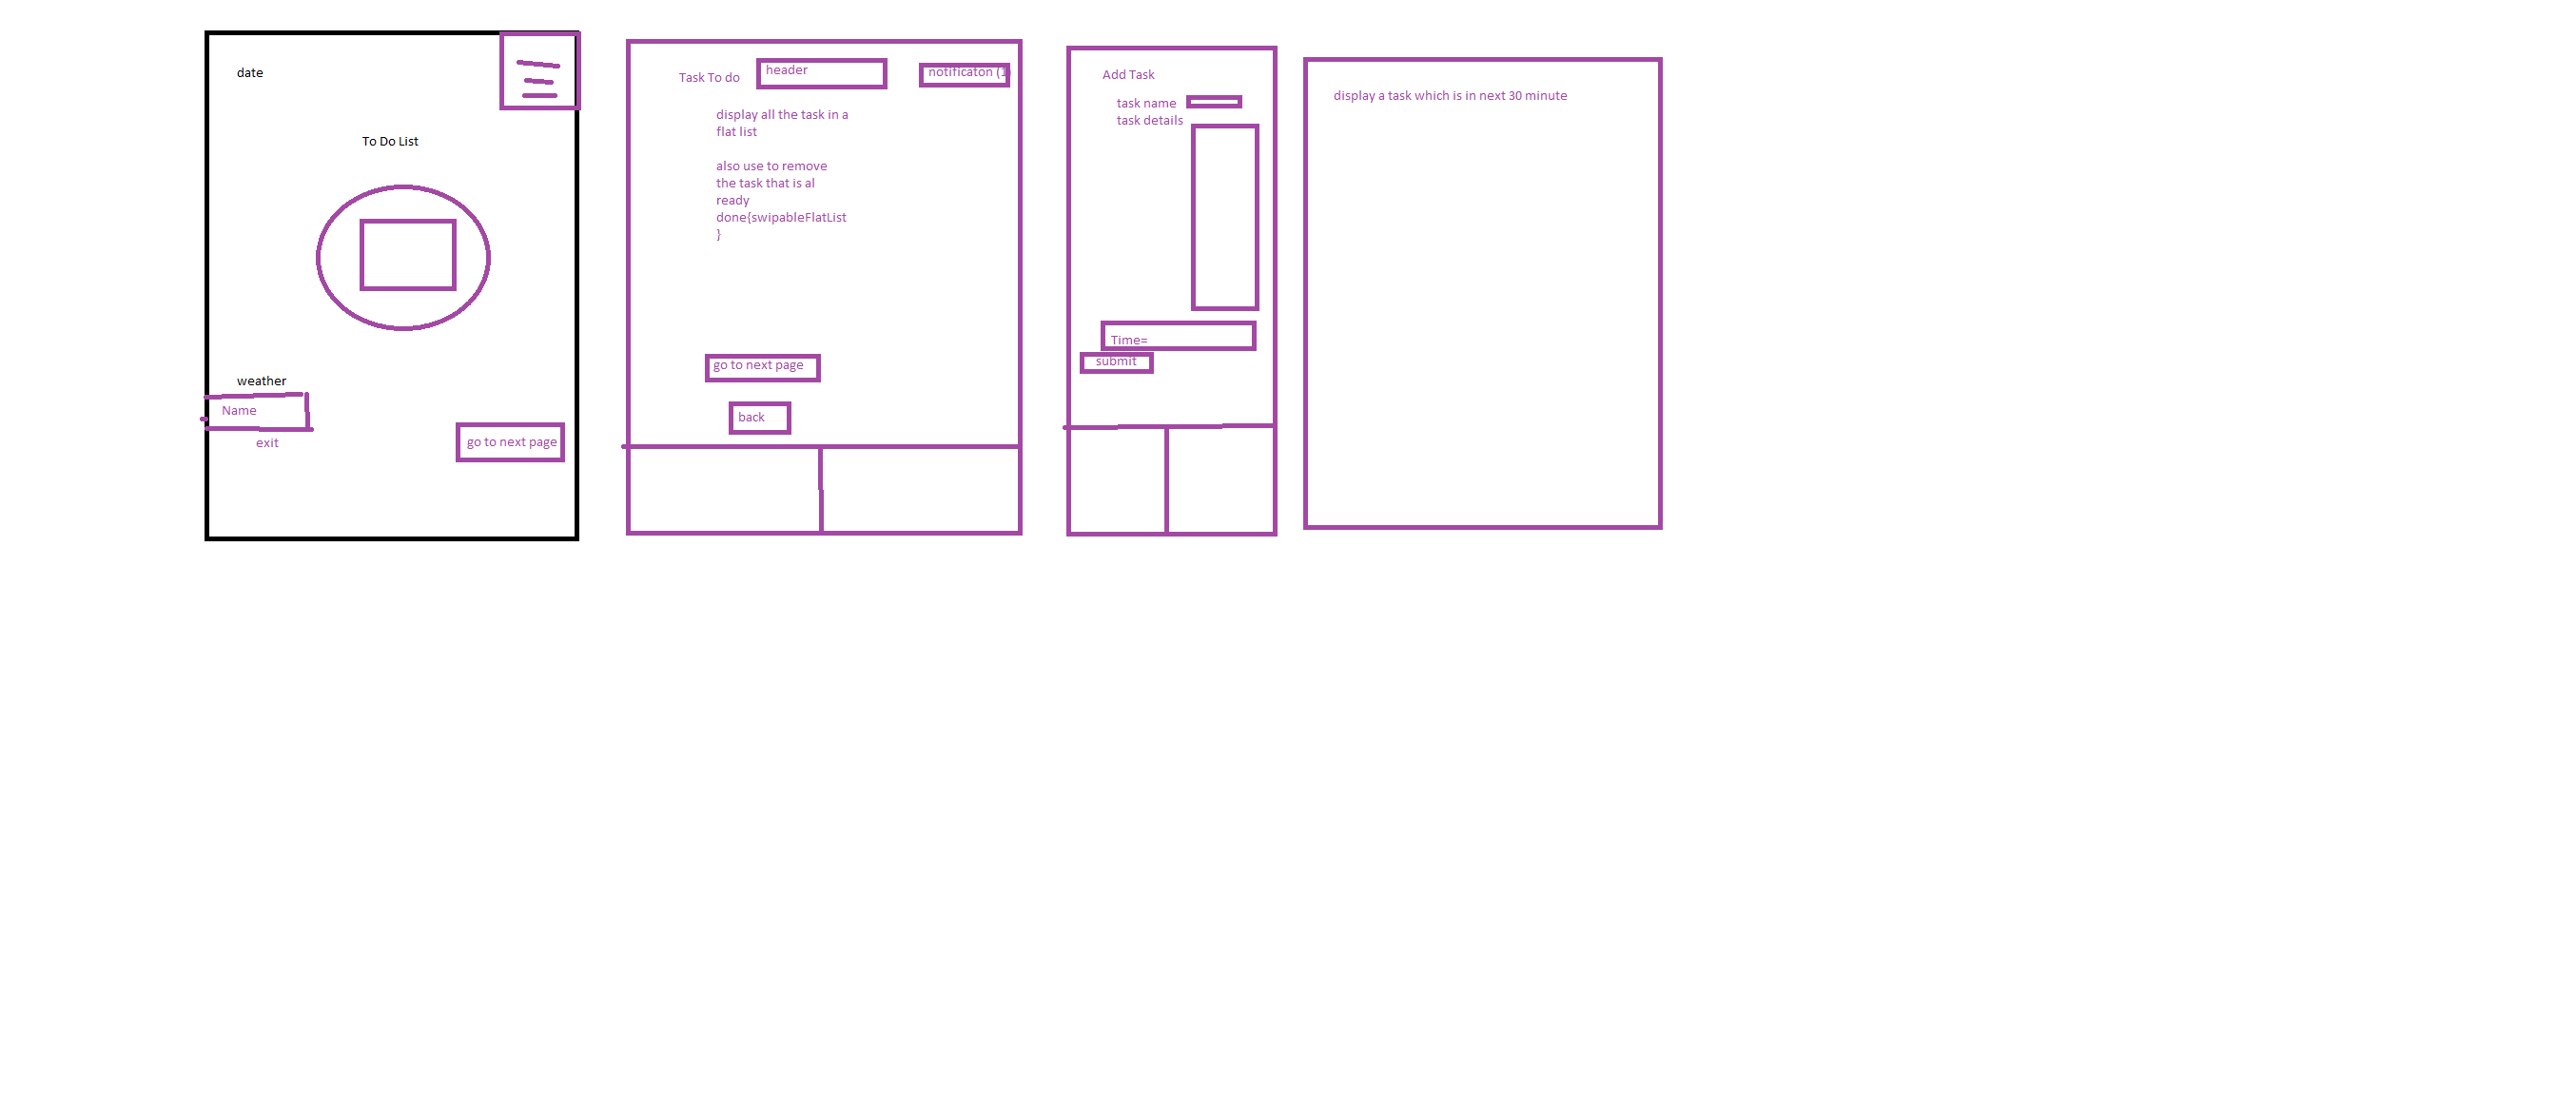 date
To Do List
weather
Name
exit
go to next page
Task To do
header
notificaton (1)
display all the task in a
flat list
also use to remove
the task that is al
ready
done{swipableFlatList
}
go to next page
back
Add Task
task name
task details
Time=
submit
display a task which is in next 30 minute